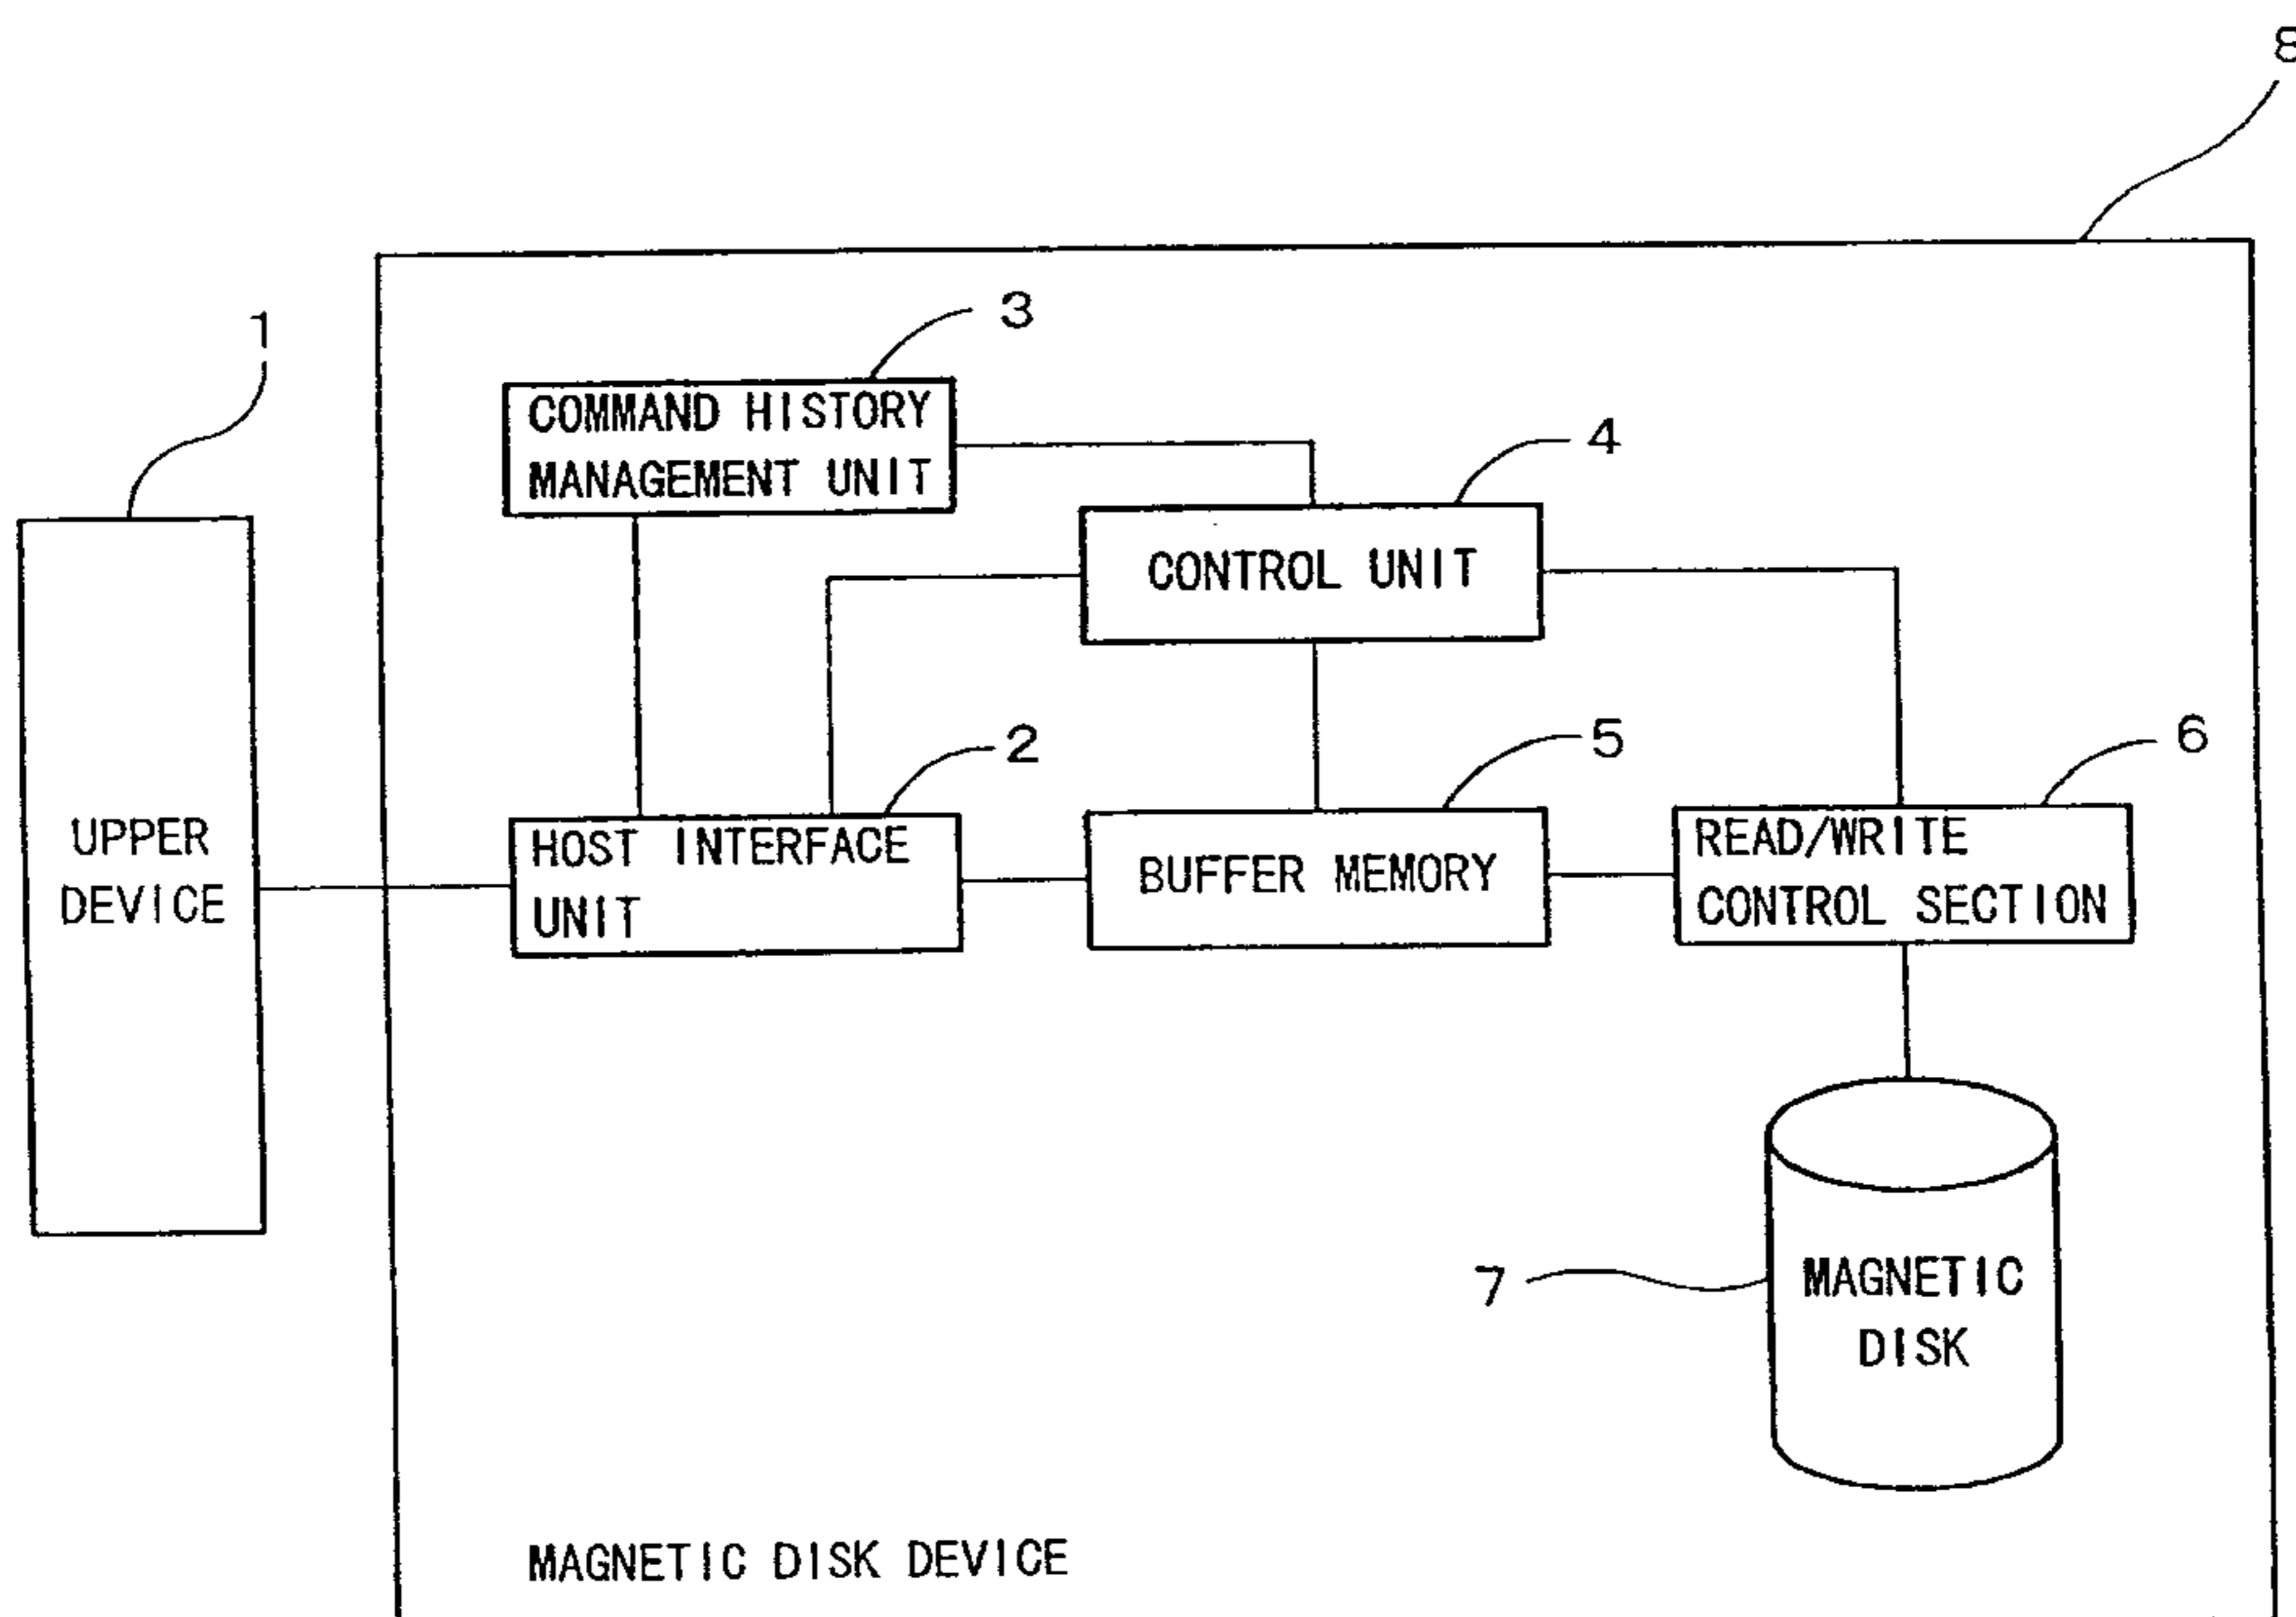 8
1
3
COMMAND HISTORY
MANAGEMENT UNIT
4
CONTROL UNIT
2
5
6
UPPER
DEVICE
HOST INTERFACE
UNIT
BUFFER MEMORY
READ/WRITE
CONTROL SECTION
7
MAGNETIC
DISK
MAGNETIC DISK DEVICE